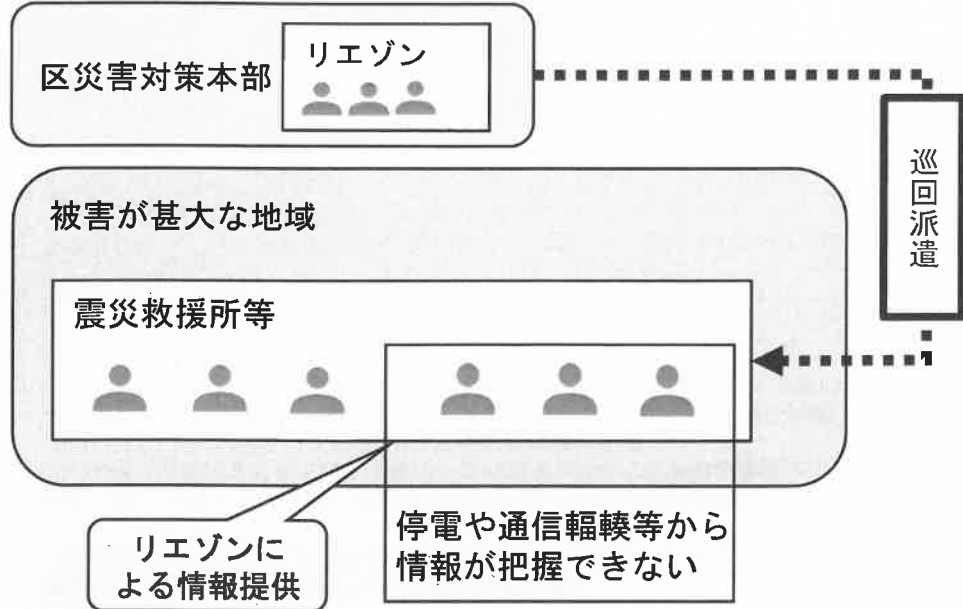 区災害対策本部
リエゾン
巡回派遣
被害が甚大な地域
震災救援所等
リエゾンに
よる情報提供
停電や通信輻輳等から
情報が把握できない